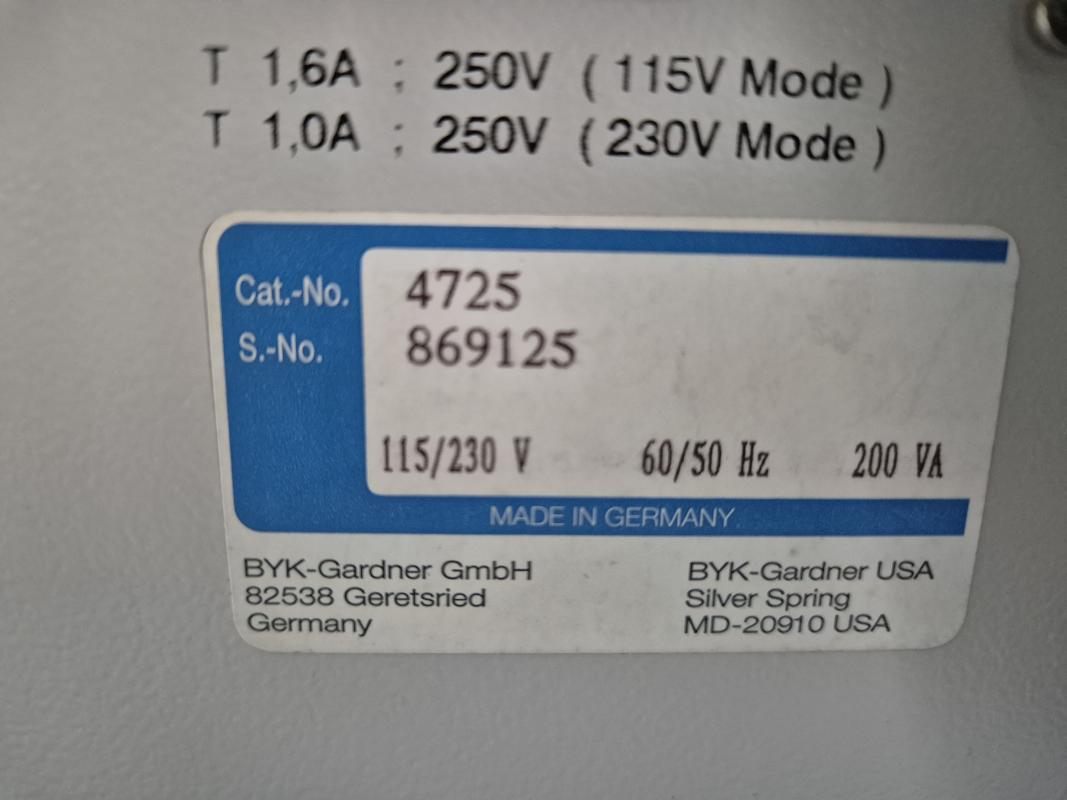 T 1,6A ; 250V ( 115V Mode )
T 1,0A ; 250V ( 230V Mode )
Cat.-No. 4725
S.-No. 869125
115/230 V 60/50 Hz 200 VA
MADE IN GERMANY
BYK-Gardner GmbH
82538 Geretsried
Germany
BYK-Gardner USA
Silver Spring
MD-20910 USA